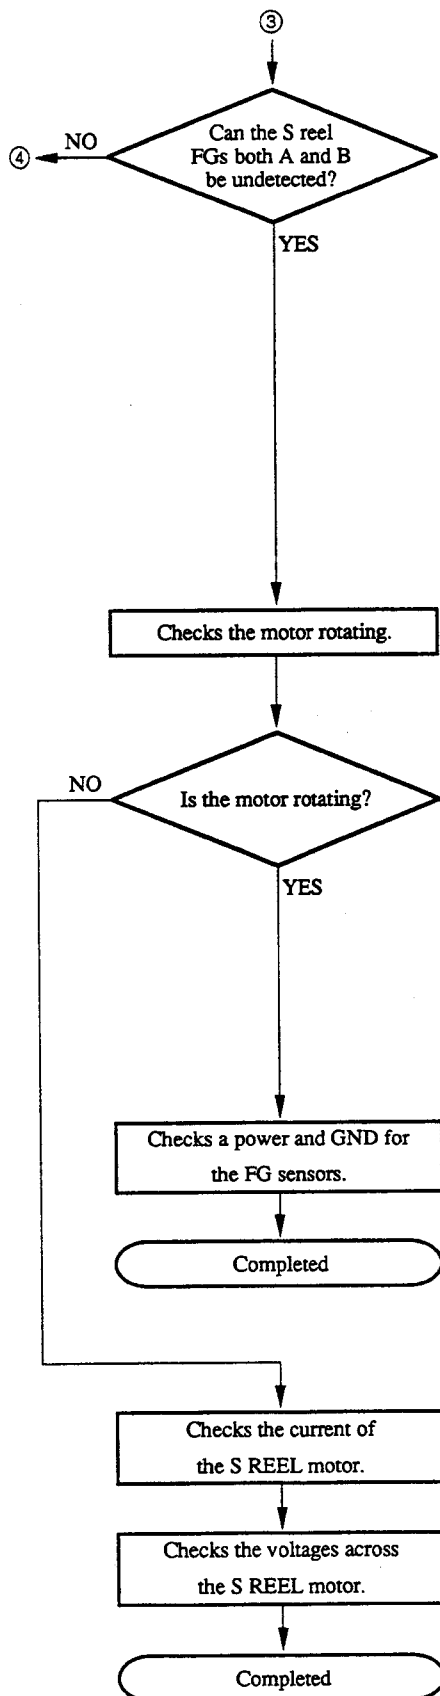 ③
Can the S reel
FGs both A and B
be undetected?
NO
④
YES
Checks the motor rotating.
Is the motor rotating?
NO
YES
Checks a power and GND for
the FG sensors.
Completed
Checks the current of
the S REEL motor.
Checks the voltages across
the S REEL motor.
Completed